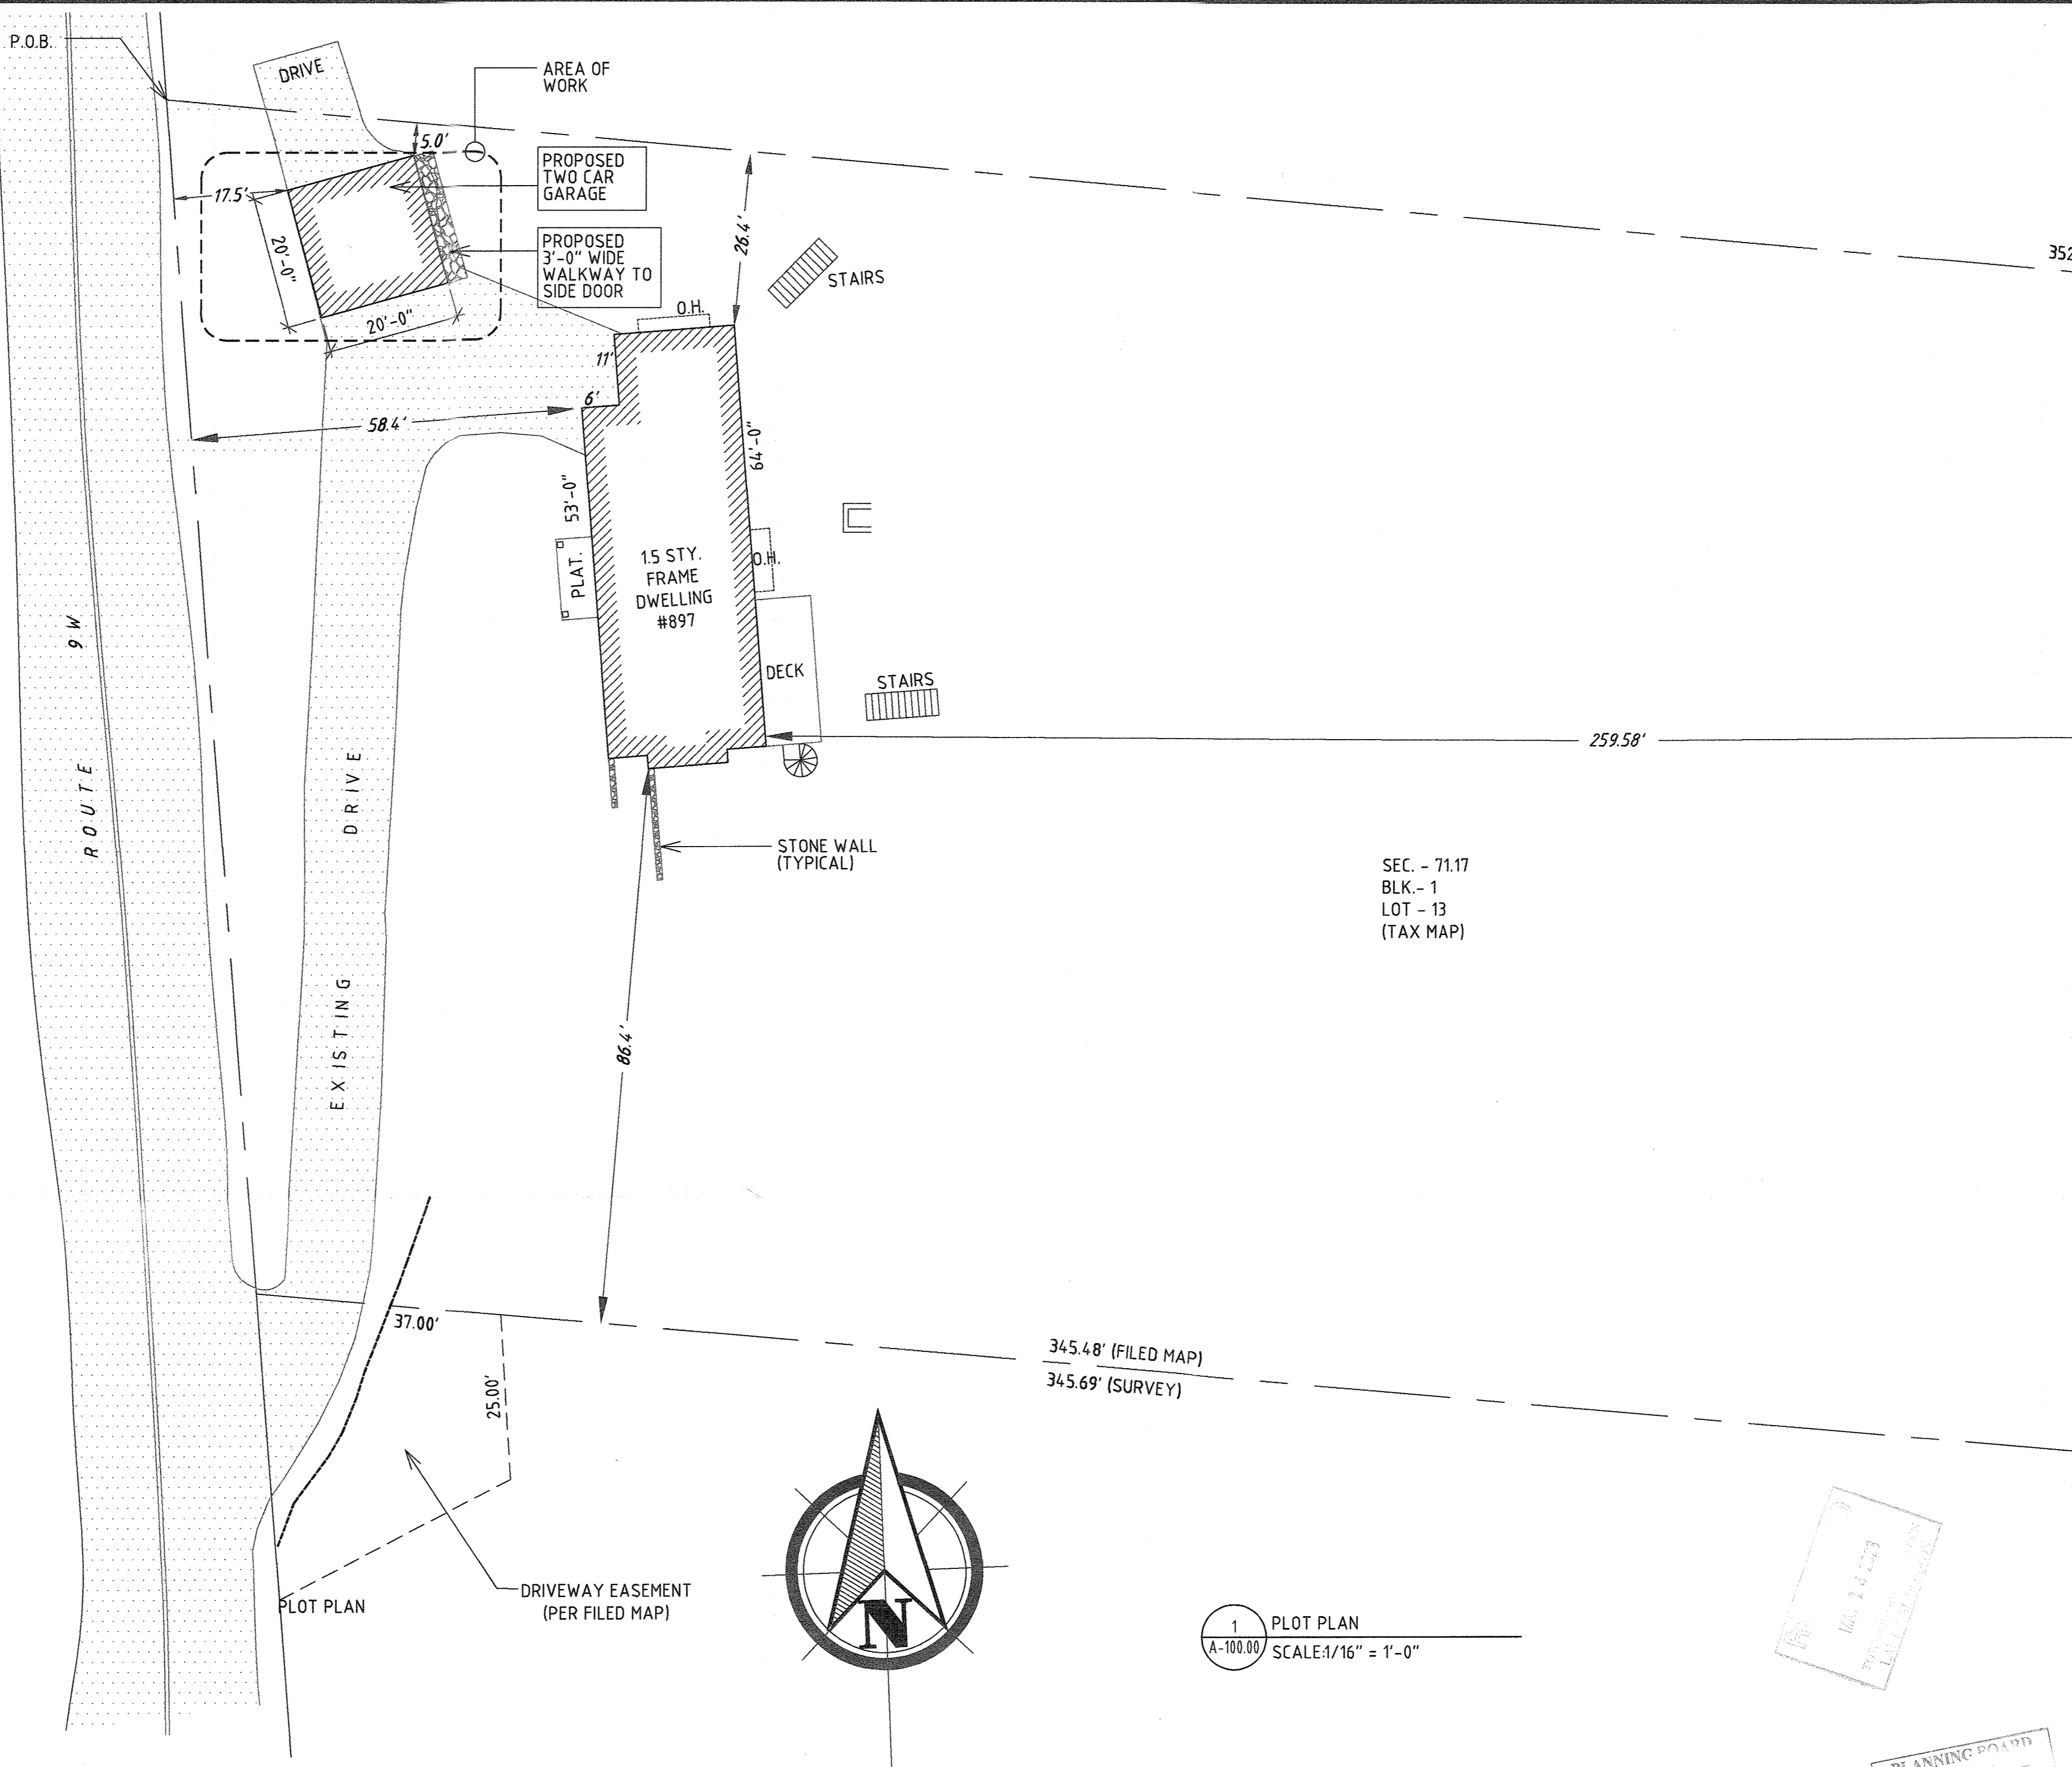 P.O.B.
DRIVE
AREA OF
WORK
5.0'
PROPOSED
TWO CAR
GARAGE
17.5'
20'-0"
PROPOSED
3'-0" WIDE
WALKWAY TO
SIDE DOOR
20'-0"
26.4'
STAIRS
352
O.H.
11'
6'
58.4'
64'-0"
53'-0"
PLAT.
1.5 STY.
FRAME
DWELLING
#897
O.H.
DECK
STAIRS
259.58'
ROUTE 9W
EXISTING DRIVE
STONE WALL
(TYPICAL)
SEC. - 71.17
BLK.- 1
LOT - 13
(TAX MAP)
86.4'
37.00'
25.00'
345.48' (FILED MAP)
345.69' (SURVEY)
DRIVEWAY EASEMENT
(PER FILED MAP)
PLOT PLAN
N
1
A-100.00
PLOT PLAN
SCALE:1/16" = 1'-0"
PLANNING BOARD